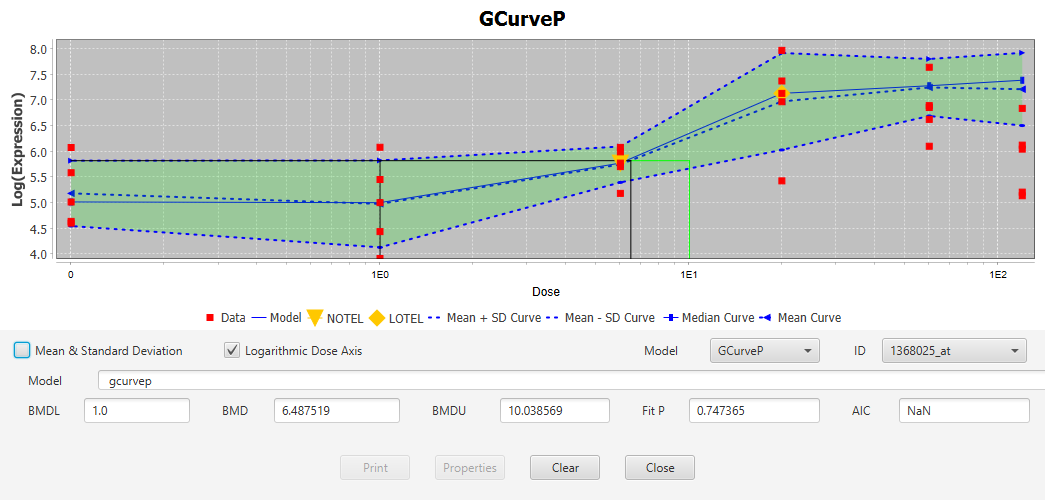 GCurveP
Log(Expression)
8.0
7.5
7.0
6.5
6.0
5.5
5.0
4.5
4.0
0 1E0 1E1 1E2
Dose
Data Model NOTEL LOTEL Mean + SD Curve Mean - SD Curve Median Curve Mean Curve
Mean & Standard Deviation Logarithmic Dose Axis Model GCurveP ID 1368025_at
Model gcurvep
BMDL 1.0 BMD 6.487519 BMDU 10.038569 Fit P 0.747365 AIC NaN
Print Properties Clear Close